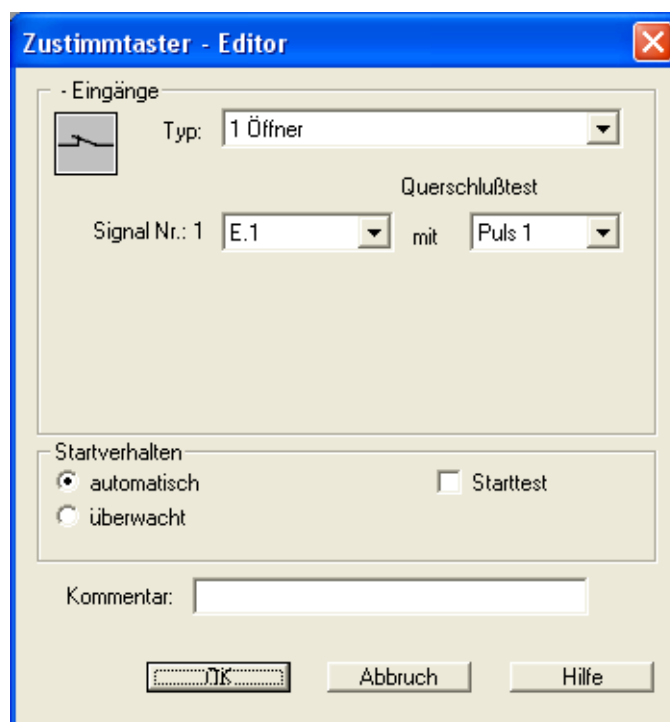 Zustimmtaster - Editor
- Eingänge
Typ: 1 Öffner
Querschlußtest
Signal Nr.: 1 E.1 mit Puls 1
Startverhalten
automatisch Starttest
überwacht
Kommentar:
OK Abbruch Hilfe